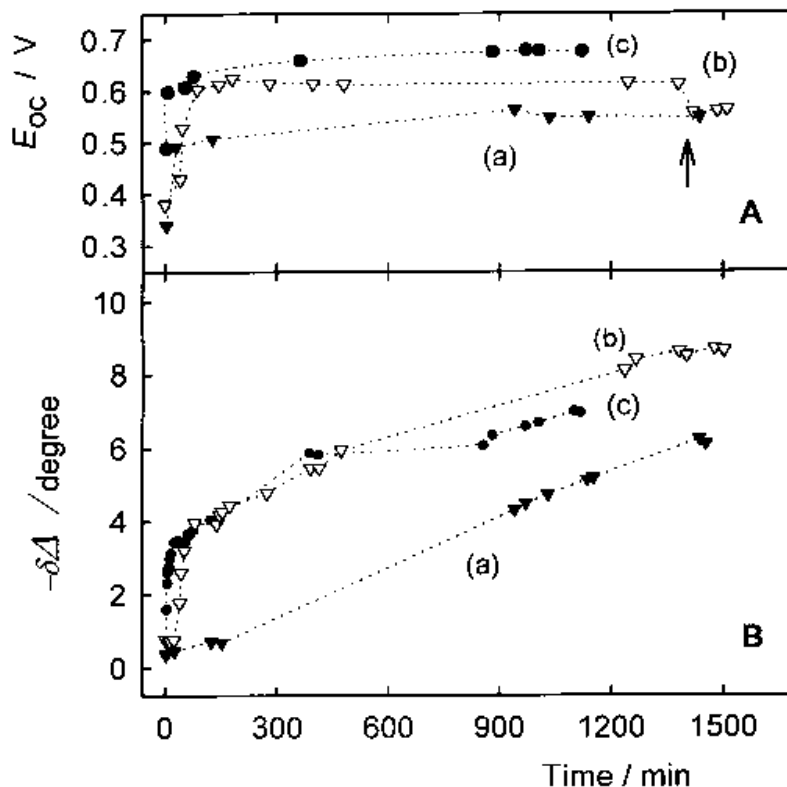 E_oc / V
0.7
0.6
0.5
0.4
0.3
(c)
(b)
(a)
A
−δΔ / degree
10
8
6
4
2
0
(b)
(c)
(a)
B
0 300 600 900 1200 1500
Time / min